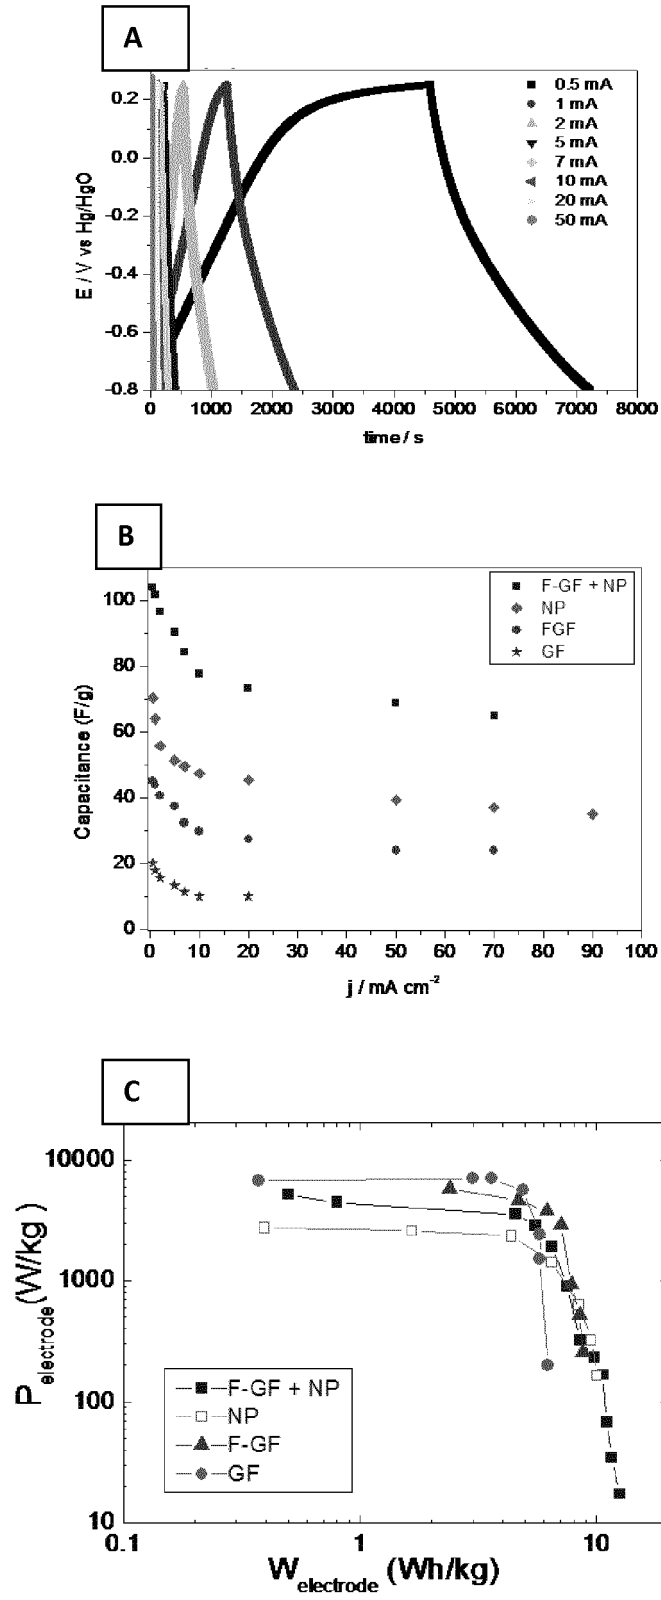 A
0.5 mA
1 mA
2 mA
5 mA
7 mA
10 mA
20 mA
50 mA
E / V vs Hg/HgO
0.2
0.0
-0.2
-0.4
-0.6
-0.8
0 1000 2000 3000 4000 5000 6000 7000 8000
time / s
B
F-GF + NP
NP
FGF
GF
Capacitance (F/g)
100
80
60
40
20
0
0 10 20 30 40 50 60 70 80 90 100
j / mA cm-2
C
P electrode (W/kg)
10000
1000
100
10
F-GF + NP
NP
F-GF
GF
0.1 1 10
W electrode (Wh/kg)